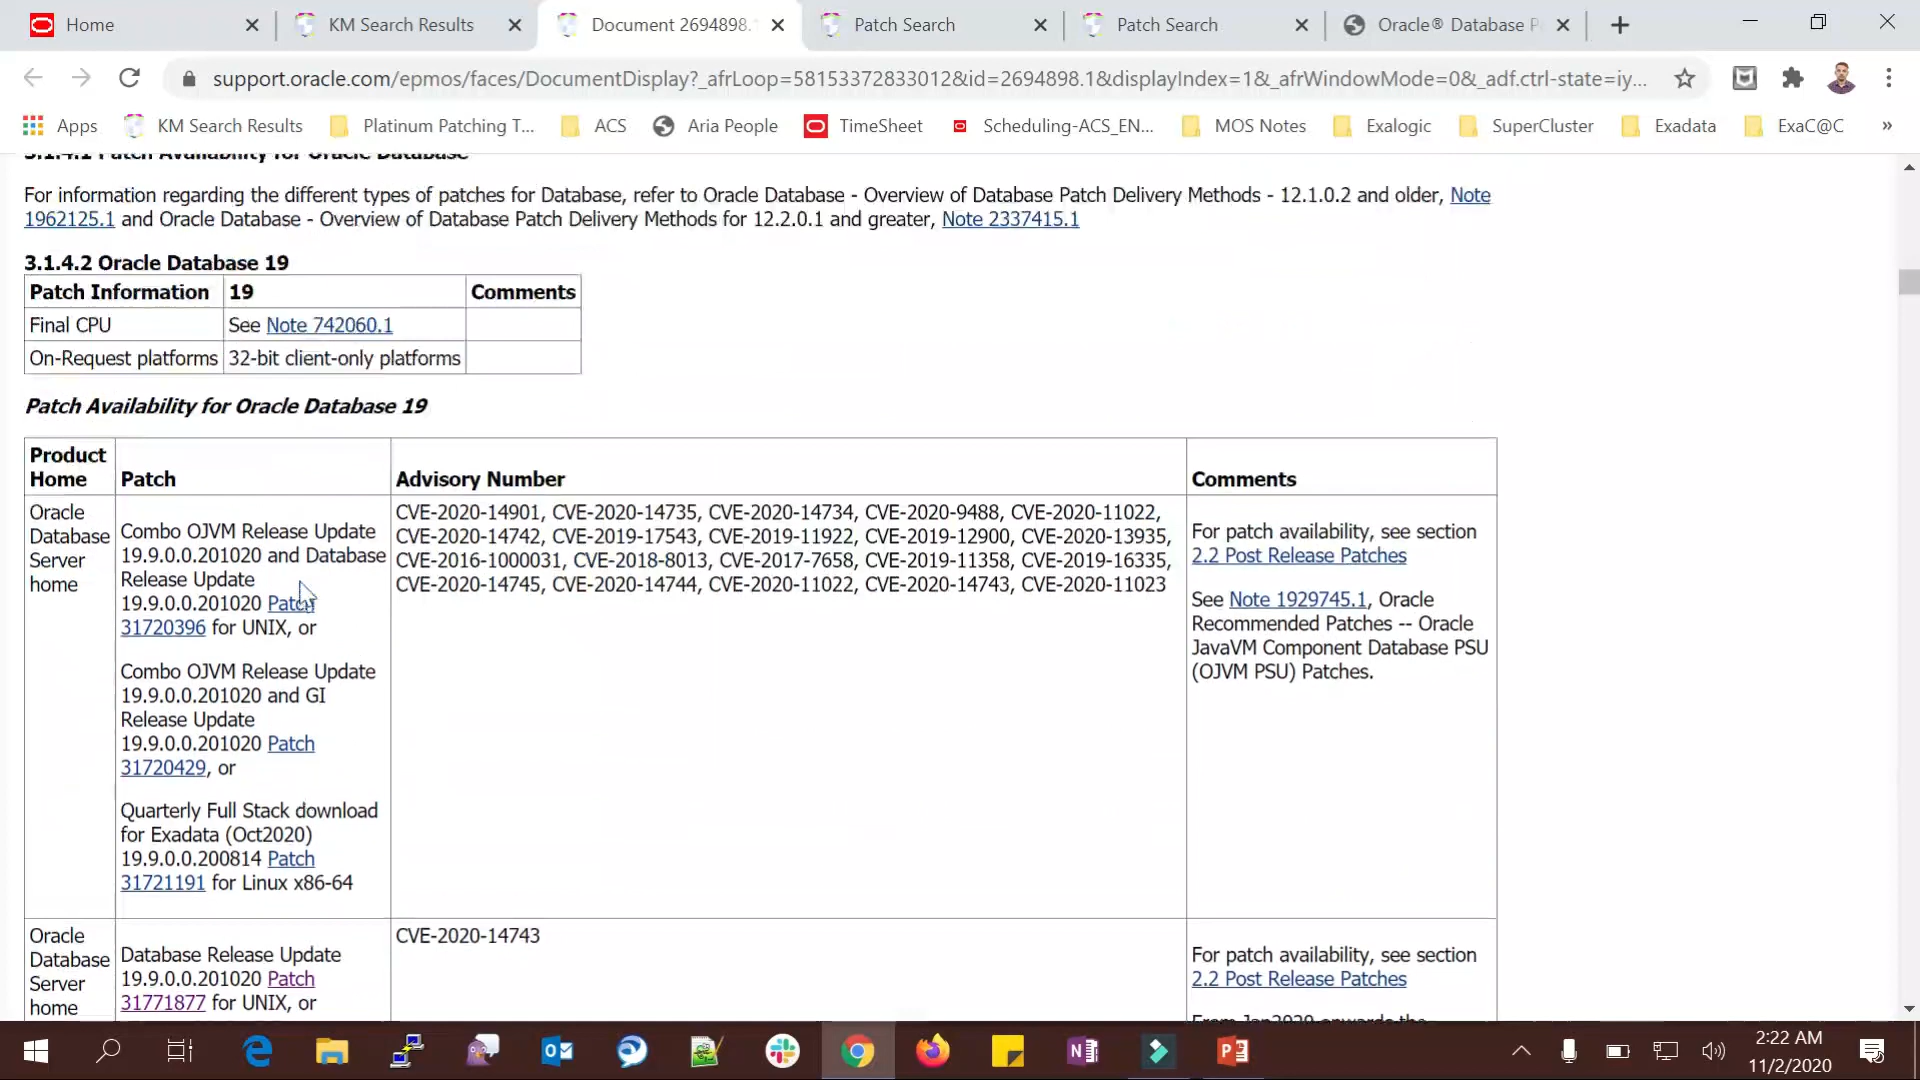 Home
KM Search Results
Document 2694898.
Patch Search
Patch Search
Oracle® Database P
support.oracle.com/epmos/faces/DocumentDisplay?_afrLoop=58153372833012&id=2694898.1&displayIndex=1&_afrWindowMode=0&_adf.ctrl-state=iy...
Apps
KM Search Results
Platinum Patching T...
ACS
Aria People
TimeSheet
Scheduling-ACS_EN...
MOS Notes
Exalogic
SuperCluster
Exadata
ExaC@C
»
3.1.4.1 Patch Availability for Oracle Database
For information regarding the different types of patches for Database, refer to Oracle Database - Overview of Database Patch Delivery Methods - 12.1.0.2 and older, Note
1962125.1 and Oracle Database - Overview of Database Patch Delivery Methods for 12.2.0.1 and greater, Note 2337415.1
3.1.4.2 Oracle Database 19
Patch Information 19 Comments
Final CPU See Note 742060.1
On-Request platforms 32-bit client-only platforms
Patch Availability for Oracle Database 19
Product
Home
Patch
Advisory Number
Comments
Oracle
Database
Server
home
Combo OJVM Release Update
19.9.0.0.201020 and Database
Release Update
19.9.0.0.201020 Patch
31720396 for UNIX, or
Combo OJVM Release Update
19.9.0.0.201020 and GI
Release Update
19.9.0.0.201020 Patch
31720429, or
Quarterly Full Stack download
for Exadata (Oct2020)
19.9.0.0.200814 Patch
31721191 for Linux x86-64
CVE-2020-14901, CVE-2020-14735, CVE-2020-14734, CVE-2020-9488, CVE-2020-11022,
CVE-2020-14742, CVE-2019-17543, CVE-2019-11922, CVE-2019-12900, CVE-2020-13935,
CVE-2016-1000031, CVE-2018-8013, CVE-2017-7658, CVE-2019-11358, CVE-2019-16335,
CVE-2020-14745, CVE-2020-14744, CVE-2020-11022, CVE-2020-14743, CVE-2020-11023
For patch availability, see section
2.2 Post Release Patches
See Note 1929745.1, Oracle
Recommended Patches -- Oracle
JavaVM Component Database PSU
(OJVM PSU) Patches.
Oracle
Database
Server
home
Database Release Update
19.9.0.0.201020 Patch
31771877 for UNIX, or
CVE-2020-14743
For patch availability, see section
2.2 Post Release Patches
From Jan2020 onwards the
2:22 AM
11/2/2020